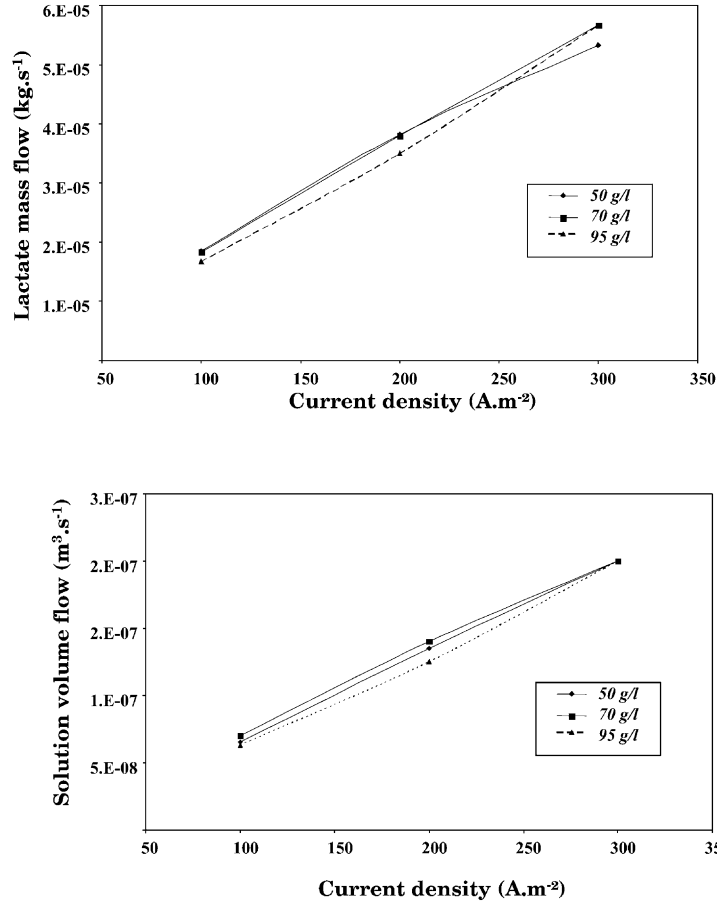 6.E-05
5.E-05
4.E-05
3.E-05
2.E-05
1.E-05
Lactate mass flow (kg.s-1)
50 g/l
70 g/l
95 g/l
50 100 150 200 250 300 350
Current density (A.m-2)
3.E-07
2.E-07
2.E-07
1.E-07
5.E-08
Solution volume flow (m3.s-1)
50 g/l
70 g/l
95 g/l
50 100 150 200 250 300 35
Current density (A.m-2)